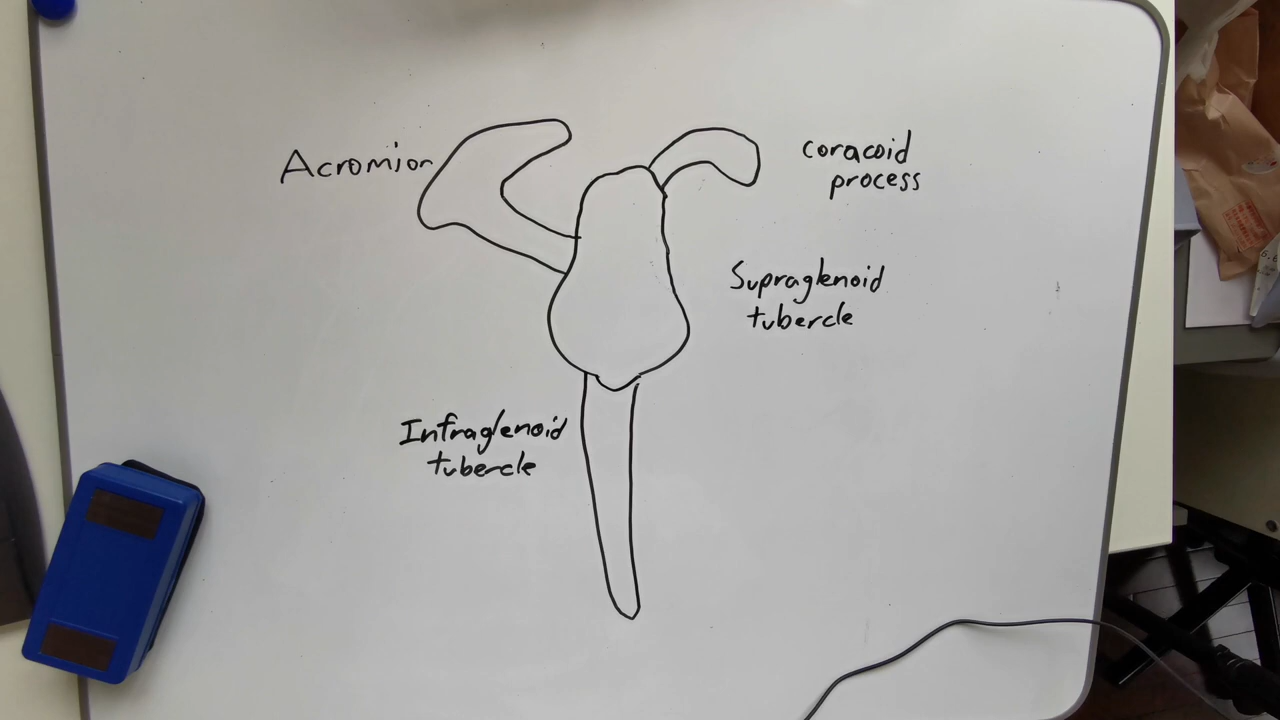 Acromion
coracoid
process
Supraglenoid
tubercle
Infraglenoid
tubercle